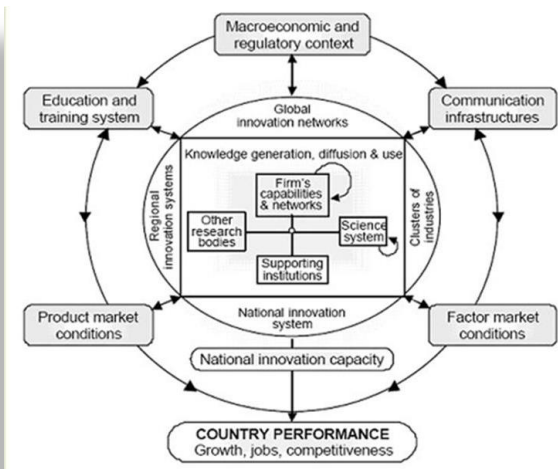 Macroeconomic and
regulatory context
Education and
training system
Communication
infrastructures
Global
innovation networks
Knowledge generation, diffusion & use
Regional
innovation systems
Firm's
capabilities
& networks
Clusters of
industries
Other
research
bodies
Science
system
Supporting
institutions
Product market
conditions
National innovation
system
Factor market
conditions
National innovation capacity
COUNTRY PERFORMANCE
Growth, jobs, competitiveness